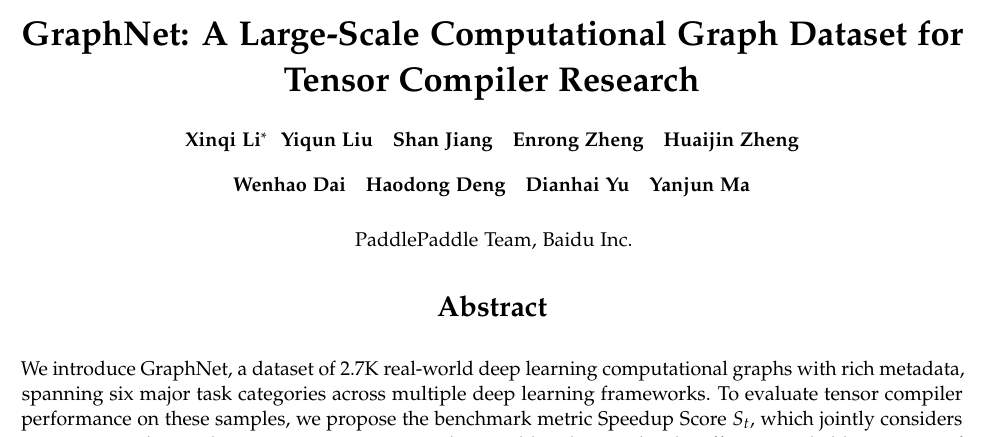 GraphNet: A Large-Scale Computational Graph Dataset for
Tensor Compiler Research
Xinqi Li* Yiqun Liu Shan Jiang Enrong Zheng Huaijin Zheng
Wenhao Dai Haodong Deng Dianhai Yu Yanjun Ma
PaddlePaddle Team, Baidu Inc.
Abstract
We introduce GraphNet, a dataset of 2.7K real-world deep learning computational graphs with rich metadata,
spanning six major task categories across multiple deep learning frameworks. To evaluate tensor compiler
performance on these samples, we propose the benchmark metric Speedup Score S_t, which jointly considers